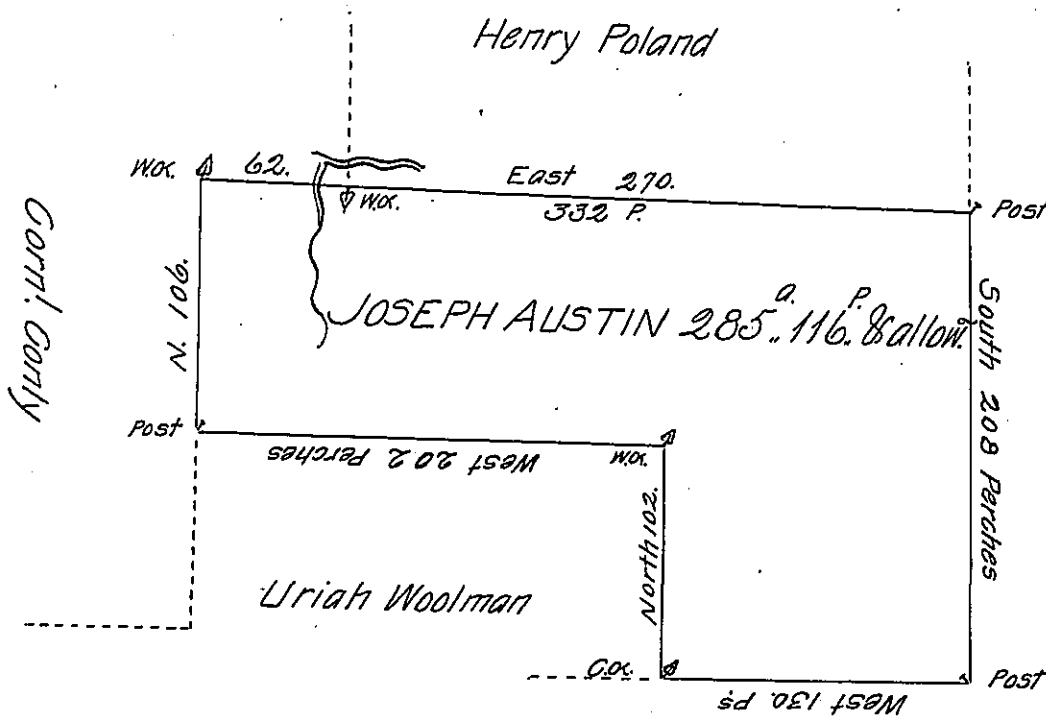 Henry Poland
W.O.
62.
East 270.
332 P.
W.O.
Post
N. 106.
Corn! Conly
JOSEPH AUSTIN 285 a. 116 P. & allow.
South 208 Perches
Post
West 202 Perches
W.O.
North 102.
Uriah Woolman
C.O.
West 130. Ps
Post